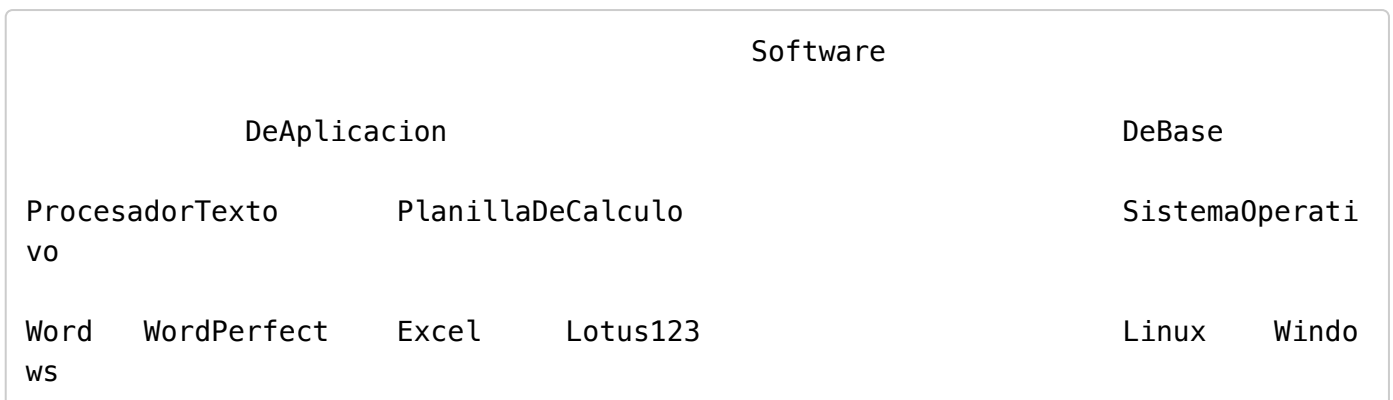 Software
DeAplicacion DeBase
ProcesadorTexto PlanillaDeCalculo SistemaOperati
vo
Word WordPerfect Excel Lotus123 Linux Windo
ws